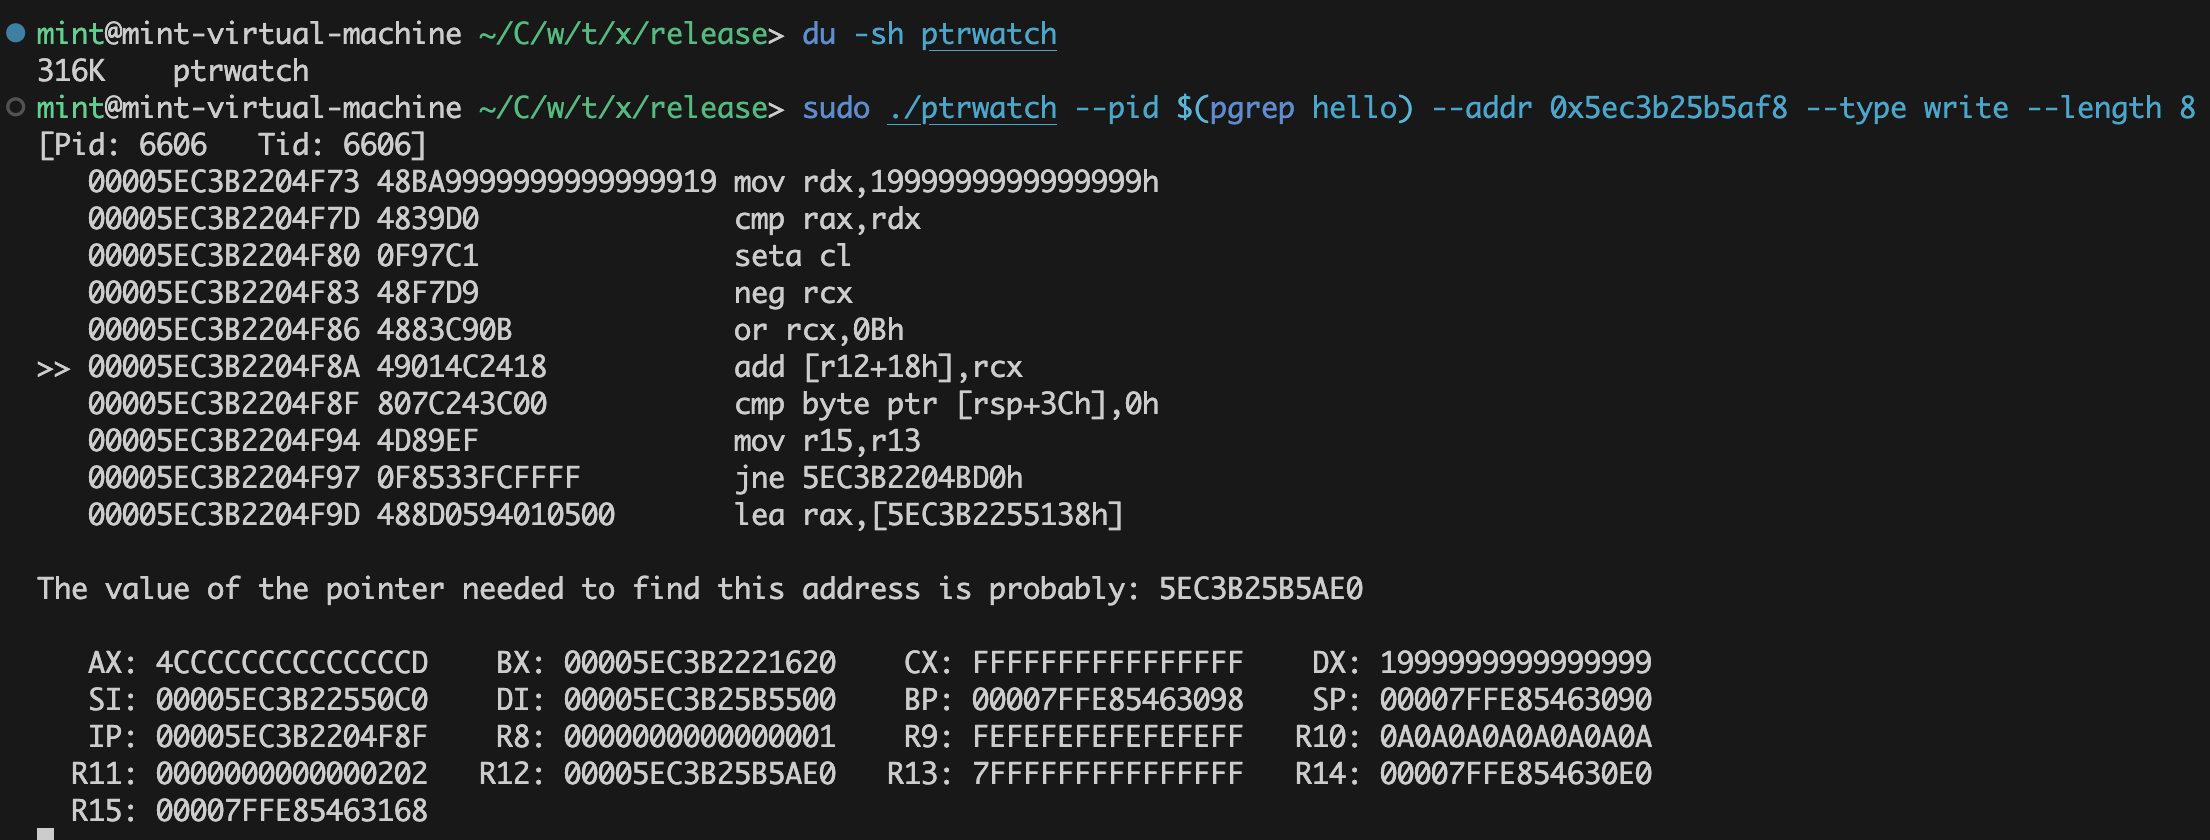 mint@mint-virtual-machine ~/C/w/t/x/release> du -sh ptrwatch
316K    ptrwatch
mint@mint-virtual-machine ~/C/w/t/x/release> sudo ./ptrwatch --pid $(pgrep hello) --addr 0x5ec3b25b5af8 --type write --length 8
[Pid: 6606   Tid: 6606]
   00005EC3B2204F73 48BA9999999999999919 mov rdx,1999999999999999h
   00005EC3B2204F7D 4839D0               cmp rax,rdx
   00005EC3B2204F80 0F97C1               seta cl
   00005EC3B2204F83 48F7D9               neg rcx
   00005EC3B2204F86 4883C90B             or rcx,0Bh
>> 00005EC3B2204F8A 49014C2418           add [r12+18h],rcx
   00005EC3B2204F8F 807C243C00           cmp byte ptr [rsp+3Ch],0h
   00005EC3B2204F94 4D89EF               mov r15,r13
   00005EC3B2204F97 0F8533FCFFFF         jne 5EC3B2204BD0h
   00005EC3B2204F9D 488D0594010500       lea rax,[5EC3B2255138h]
The value of the pointer needed to find this address is probably: 5EC3B25B5AE0
   AX: 4CCCCCCCCCCCCCCD    BX: 00005EC3B2221620    CX: FFFFFFFFFFFFFFFF    DX: 1999999999999999
   SI: 00005EC3B22550C0    DI: 00005EC3B25B5500    BP: 00007FFE85463098    SP: 00007FFE85463090
   IP: 00005EC3B2204F8F    R8: 0000000000000001    R9: FEFEFEFEFEFEFEFF   R10: 0A0A0A0A0A0A0A0A
  R11: 0000000000000202   R12: 00005EC3B25B5AE0   R13: 7FFFFFFFFFFFFFFF   R14: 00007FFE854630E0
  R15: 00007FFE85463168